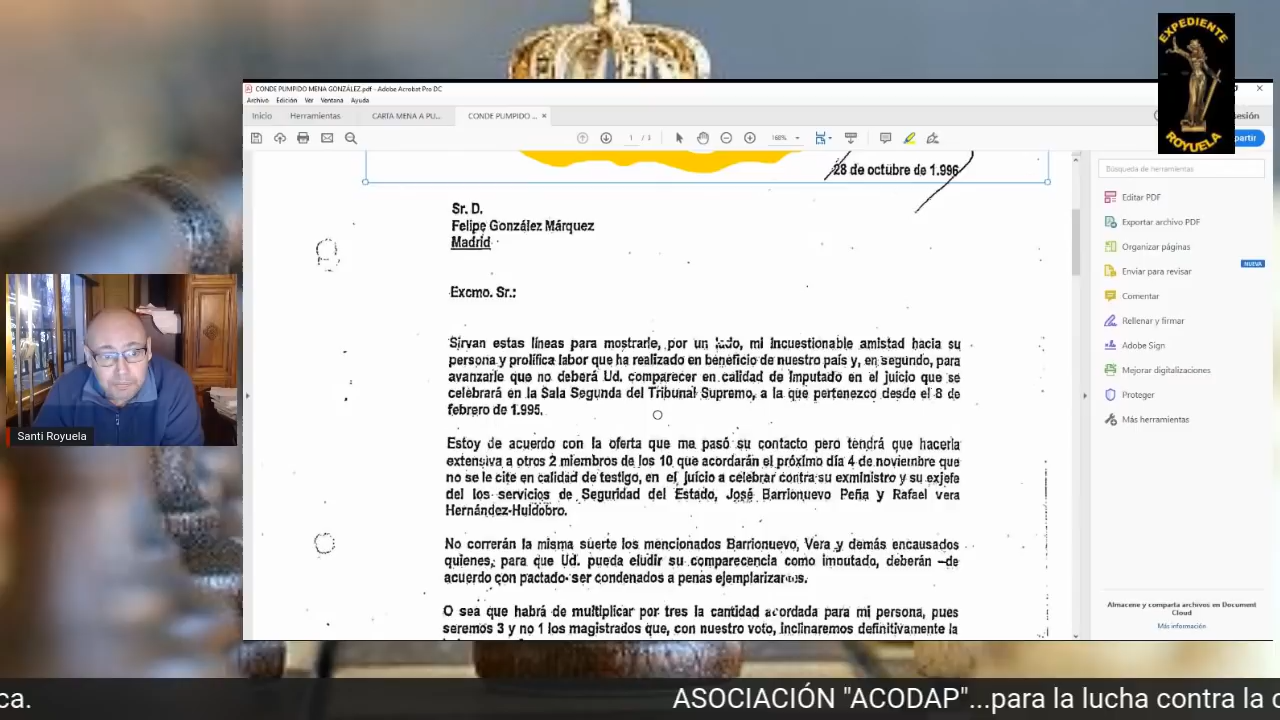 EXPEDIENTE
ROYUELA
CONDE PUMPIDO MENA GONZÁLEZ.pdf - Adobe Acrobat Pro DC
Archivo Edición Ver Ventana Ayuda
Inicio Herramientas CARTA MENA A PU... CONDE PUMPIDO ... × sesión
1 / 3 168% partir
28 de octubre de 1.996
Sr. D.
Felipe González Márquez
Madrid
Excmo. Sr.:
Sirvan estas líneas para mostrarle, por un lado, mi incuestionable amistad hacia su
persona y prolífica labor que ha realizado en beneficio de nuestro país y, en segundo, para
avanzarle que no deberá Ud. comparecer en calidad de Imputado en el juicio que se
celebrará en la Sala Segunda del Tribunal Supremo, a la que pertenezco desde el 8 de
febrero de 1.995.
Estoy de acuerdo con la oferta que me pasó su contacto pero tendrá que hacerla
extensiva a otros 2 miembros de los 10 que acordarán el próximo día 4 de noviembre que
no se le cite en calidad de testigo, en el juicio a celebrar contra su exministro y su exjefe
del los servicios de Seguridad del Estado, José Barrionuevo Peña y Rafael vera
Hernández-Huidobro.
No correrán la misma suerte los mencionados Barrionuevo, Vera y demás encausados
quienes, para que Ud. pueda eludir su comparecencia como imputado, deberán –de
acuerdo con pactado- ser condenados a penas ejemplarizantes.
O sea que habrá de multiplicar por tres la cantidad acordada para mi persona, pues
seremos 3 y no 1 los magistrados que, con nuestro voto, inclinaremos definitivamente la
Búsqueda de herramientas
Editar PDF
Exportar archivo PDF
Organizar páginas
NUEVA
Enviar para revisar
Comentar
Rellenar y firmar
Adobe Sign
Mejorar digitalizaciones
Proteger
Más herramientas
Almacene y comparta archivos en Document
Cloud
Más información
Santi Royuela
ca. ASOCIACIÓN "ACODAP"...para la lucha contra la c